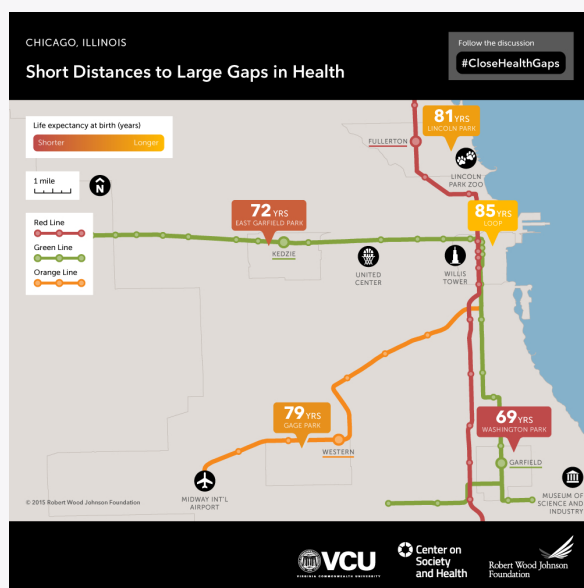 CHICAGO, ILLINOIS
Short Distances to Large Gaps in Health
Follow the discussion
#CloseHealthGaps
Life expectancy at birth (years)
Shorter
Longer
1 mile
N
Red Line
Green Line
Orange Line
81 YRS
LINCOLN PARK
FULLERTON
LINCOLN
PARK ZOO
72 YRS
EAST GARFIELD PARK
KEDZIE
85 YRS
LOOP
UNITED
CENTER
WILLIS
TOWER
79 YRS
GAGE PARK
WESTERN
69 YRS
WASHINGTON PARK
GARFIELD
MIDWAY INT'L
AIRPORT
MUSEUM OF
SCIENCE AND
INDUSTRY
© 2015 Robert Wood Johnson Foundation
VCU
VIRGINIA COMMONWEALTH UNIVERSITY
Center on
Society
and Health
Robert Wood Johnson
Foundation